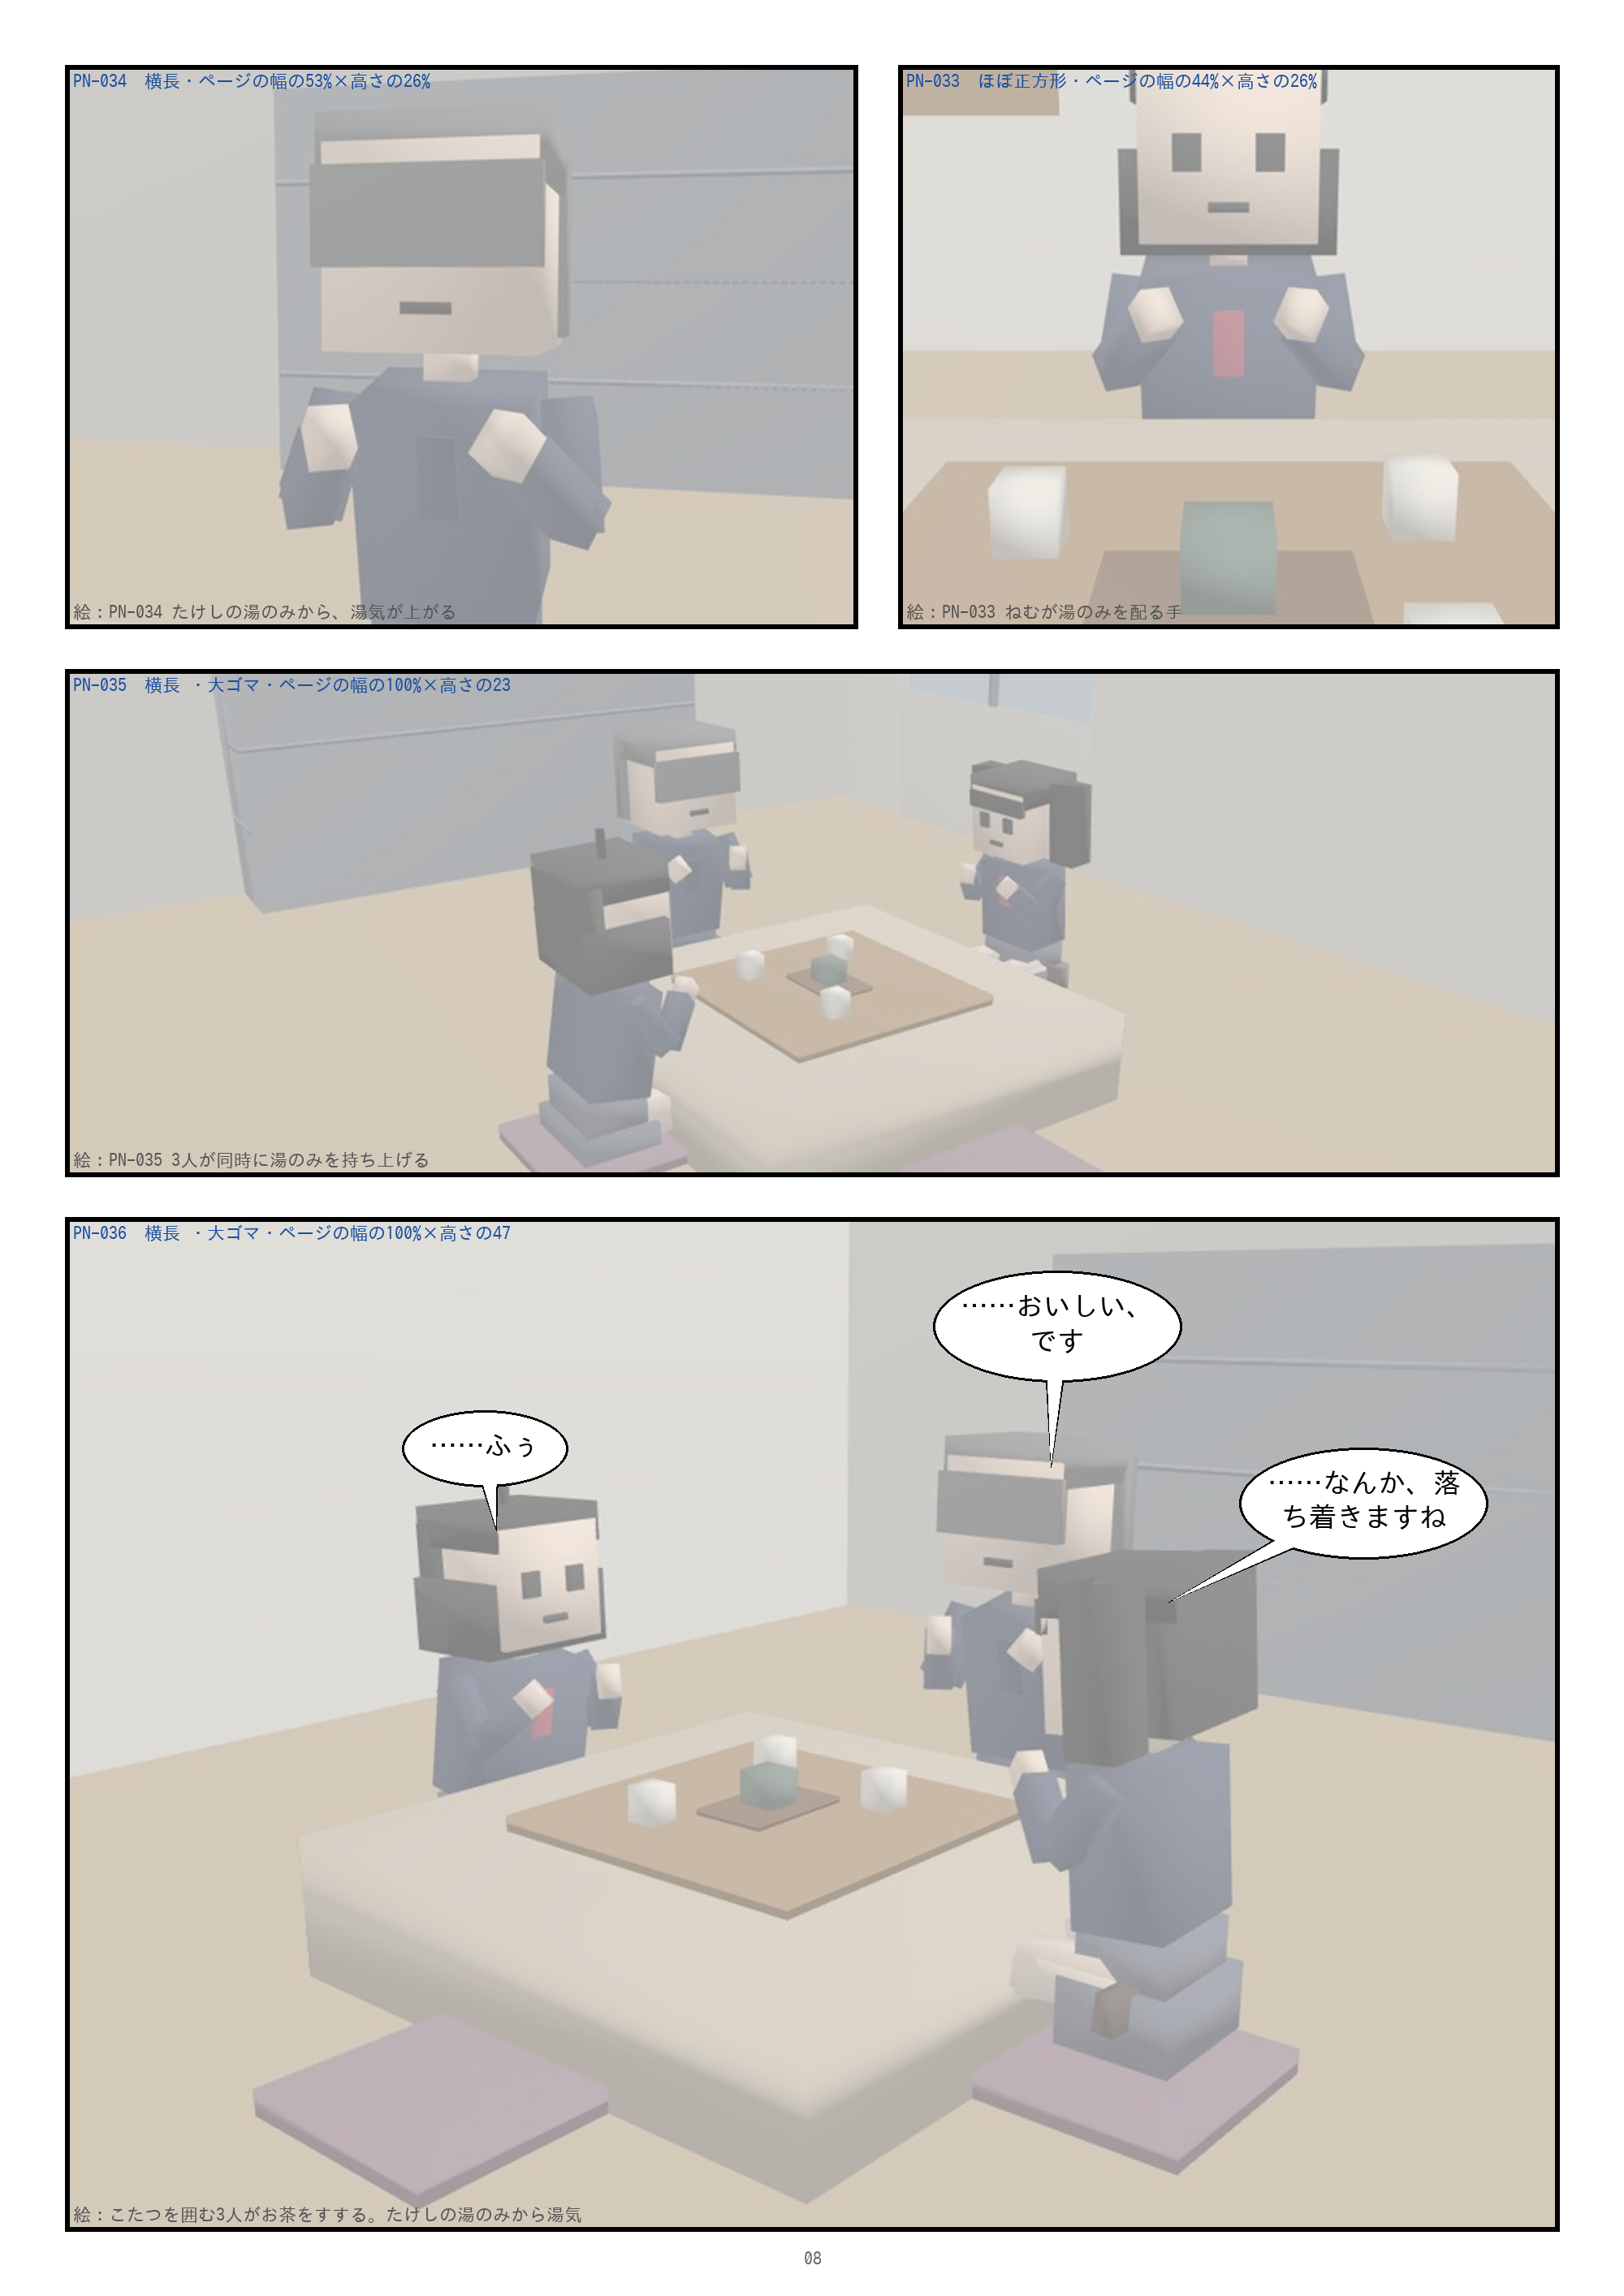 PN-033 ほぼ正方形・ページの幅の44%×高さの26%
絵：PN-033 ねむが湯のみを配る手
PN-034 横長・ページの幅の53%×高さの26%
絵：PN-034 たけしの湯のみから、湯気が上がる
PN-035 横長 ・大ゴマ・ページの幅の100%×高さの23
絵：PN-035 3人が同時に湯のみを持ち上げる
PN-036 横長 ・大ゴマ・ページの幅の100%×高さの47
……なんか、落
ち着きますね
……おいしい、
です
……ふぅ
絵：こたつを囲む3人がお茶をすする。たけしの湯のみから湯気
08